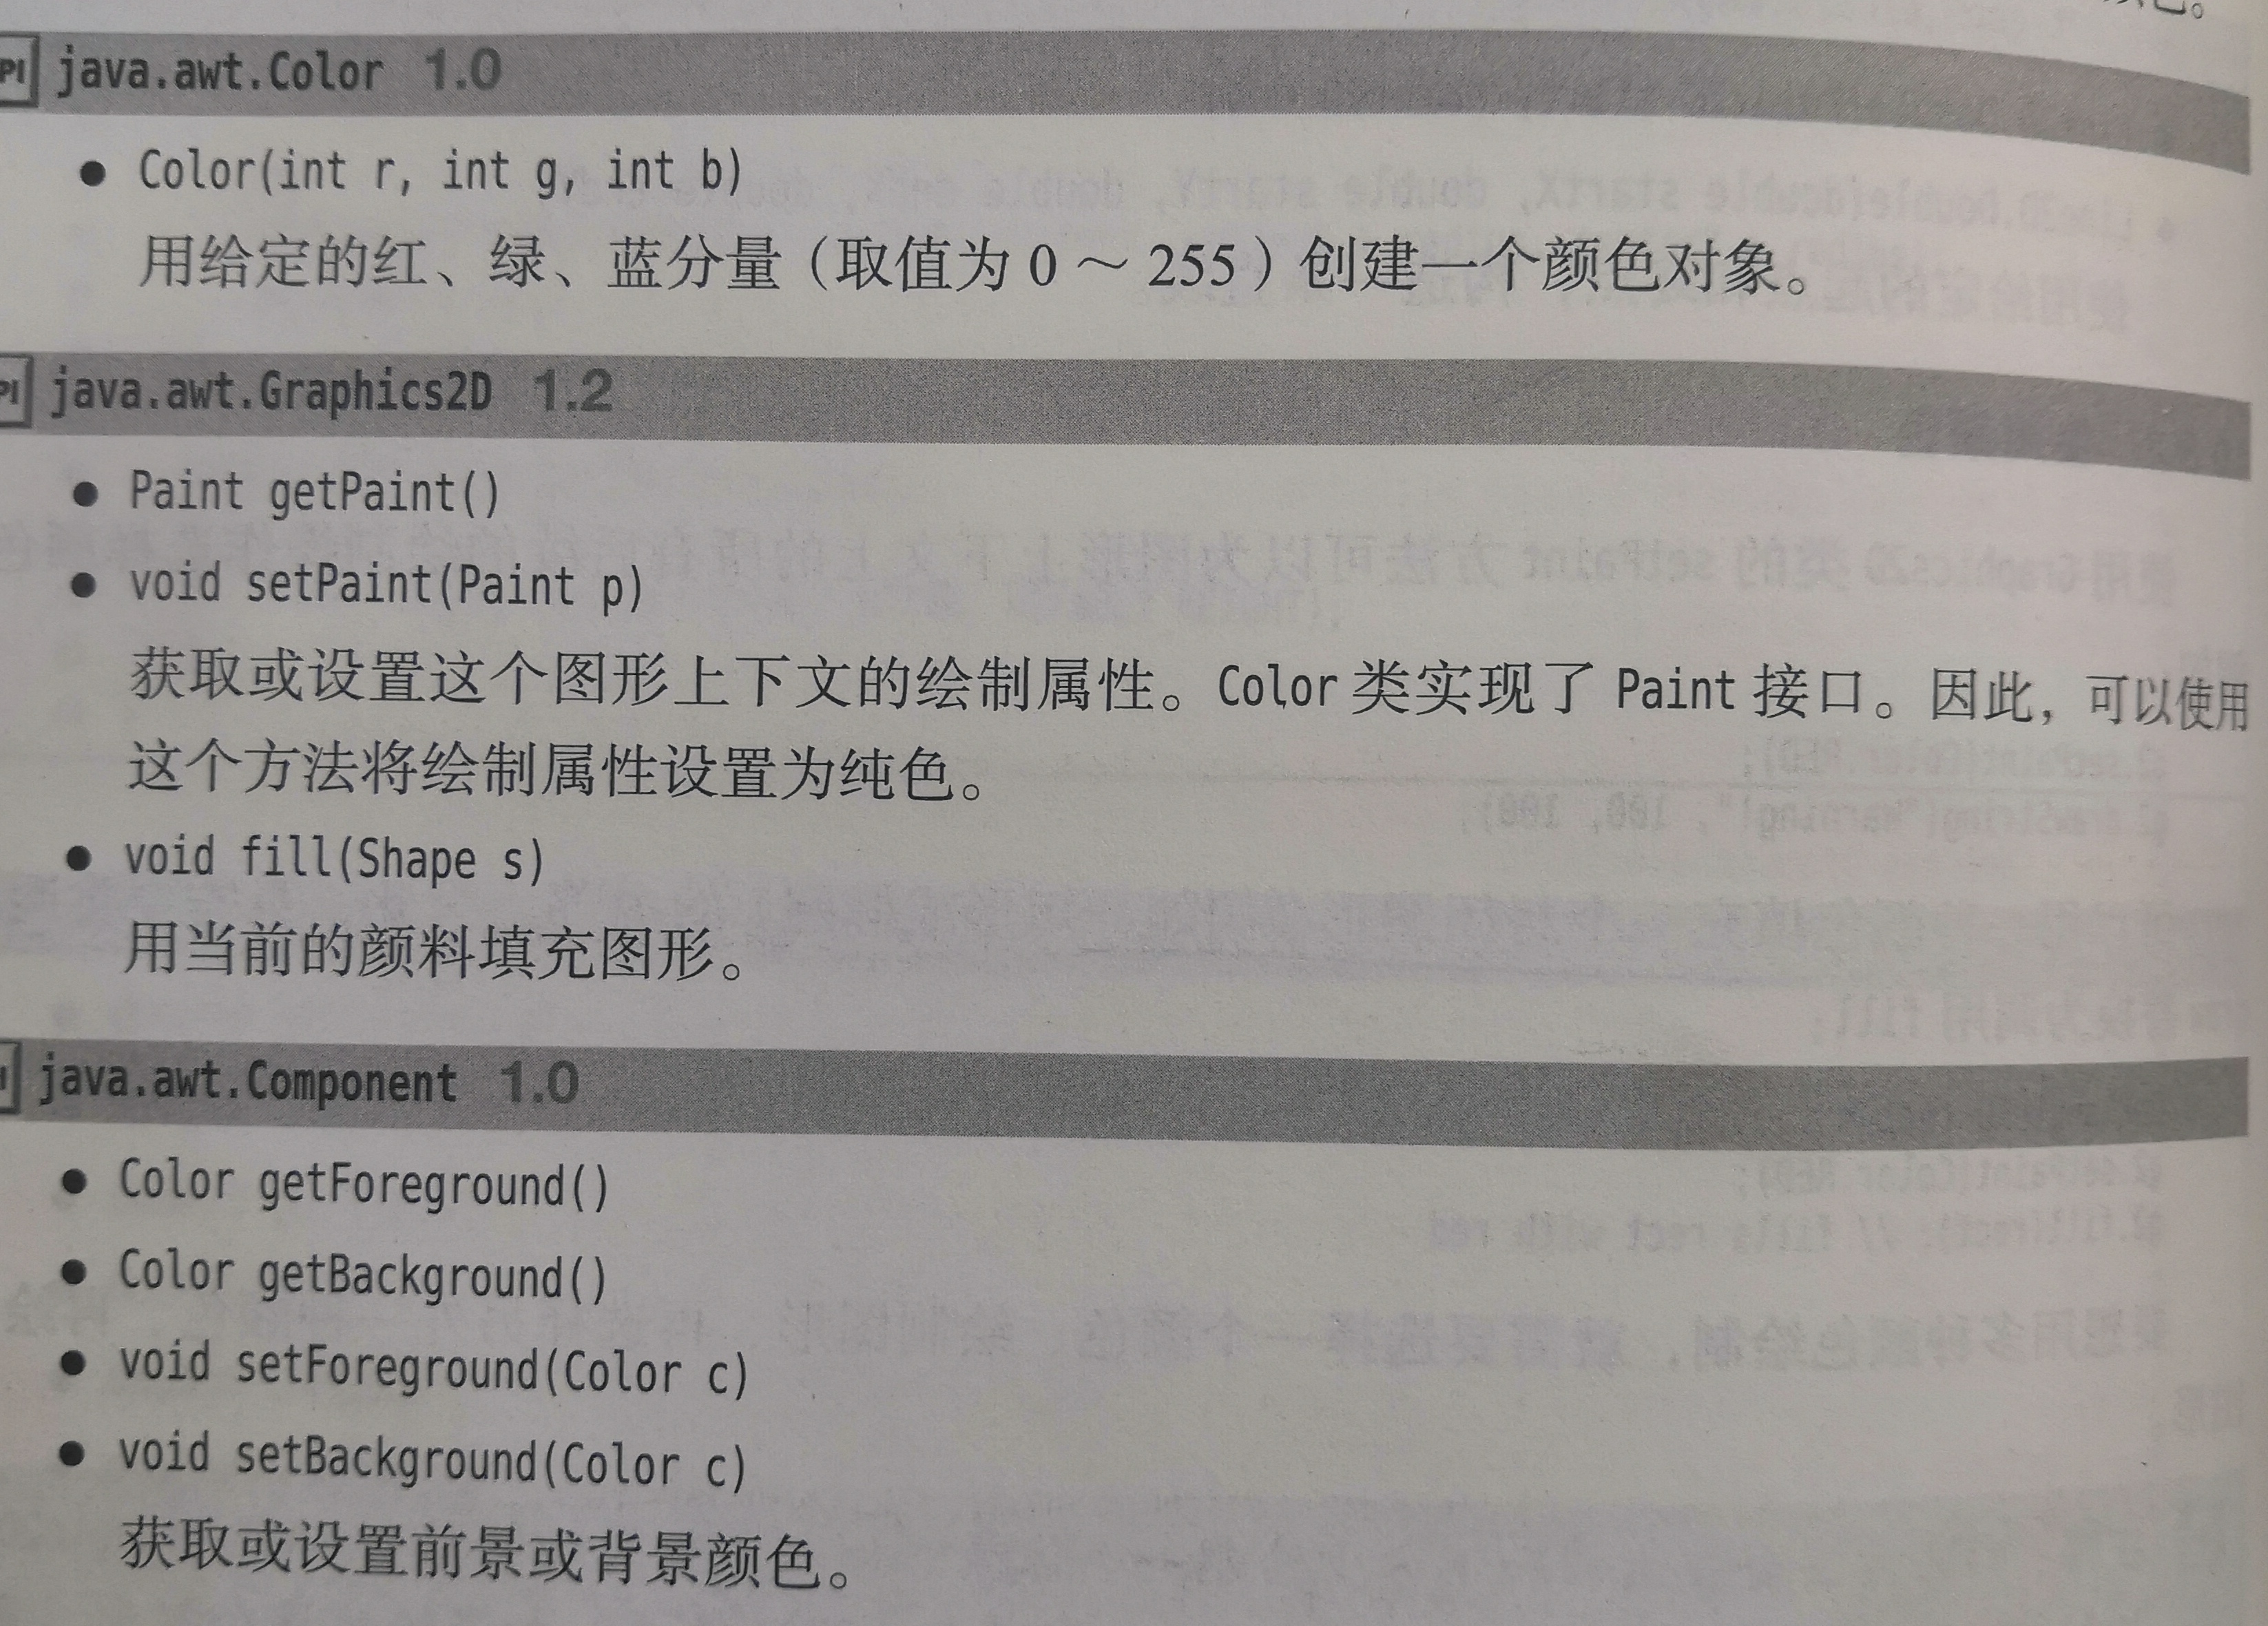 java.awt.Color 1.0
● Color(int r, int g, int b)
用给定的红、绿、蓝分量（取值为 0 ～ 255）创建一个颜色对象。
java.awt.Graphics2D 1.2
● Paint getPaint()
● void setPaint(Paint p)
获取或设置这个图形上下文的绘制属性。Color 类实现了 Paint 接口。因此，可以使用
这个方法将绘制属性设置为纯色。
● void fill(Shape s)
用当前的颜料填充图形。
java.awt.Component 1.0
● Color getForeground()
● Color getBackground()
● void setForeground(Color c)
● void setBackground(Color c)
获取或设置前景或背景颜色。